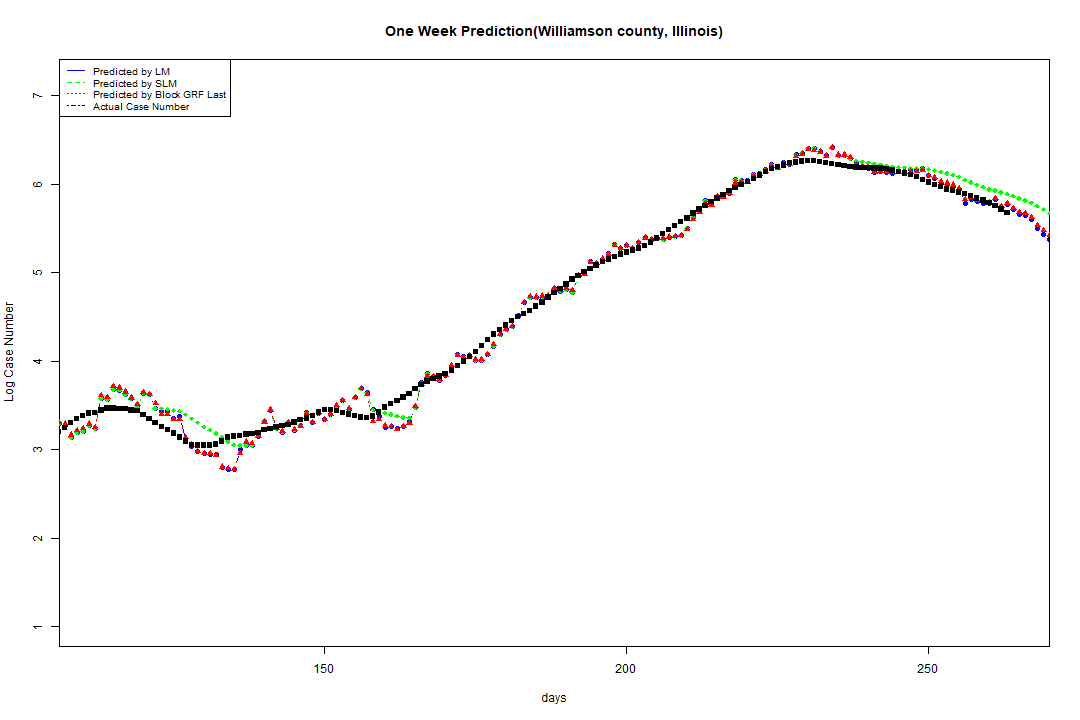 One Week Prediction(Williamson county, Illinois)
Predicted by LM
Predicted by SLM
Predicted by Block GRF Last
Actual Case Number
7
6
5
4
3
2
1
Log Case Number
150
200
250
days